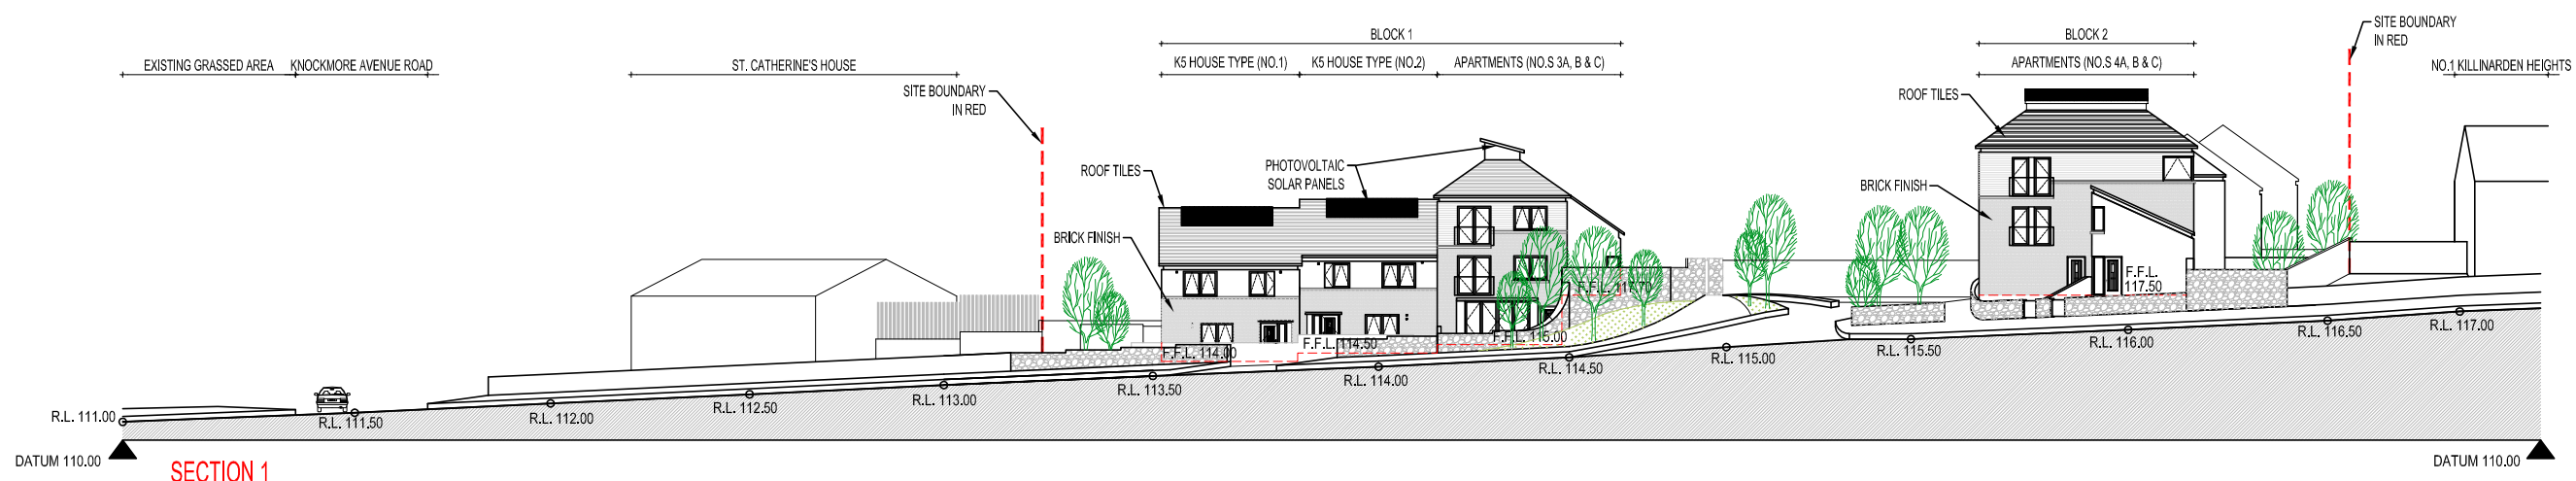 SITE BOUNDARY
IN RED
BLOCK 1
BLOCK 2
EXISTING GRASSED AREA
KNOCKMORE AVENUE ROAD
ST. CATHERINE'S HOUSE
K5 HOUSE TYPE (NO.1)
K5 HOUSE TYPE (NO.2)
APARTMENTS (NO.S 3A, B & C)
APARTMENTS (NO.S 4A, B & C)
NO.1 KILLINARDEN HEIGHTS
SITE BOUNDARY
IN RED
ROOF TILES
PHOTOVOLTAIC
SOLAR PANELS
ROOF TILES
BRICK FINISH
BRICK FINISH
F.F.L. 117.70
F.F.L.
117.50
F.F.L. 114.00
F.F.L. 114.50
F.F.L. 115.00
R.L. 111.00
R.L. 111.50
R.L. 112.00
R.L. 112.50
R.L. 113.00
R.L. 113.50
R.L. 114.00
R.L. 114.50
R.L. 115.00
R.L. 115.50
R.L. 116.00
R.L. 116.50
R.L. 117.00
DATUM 110.00
DATUM 110.00
SECTION 1